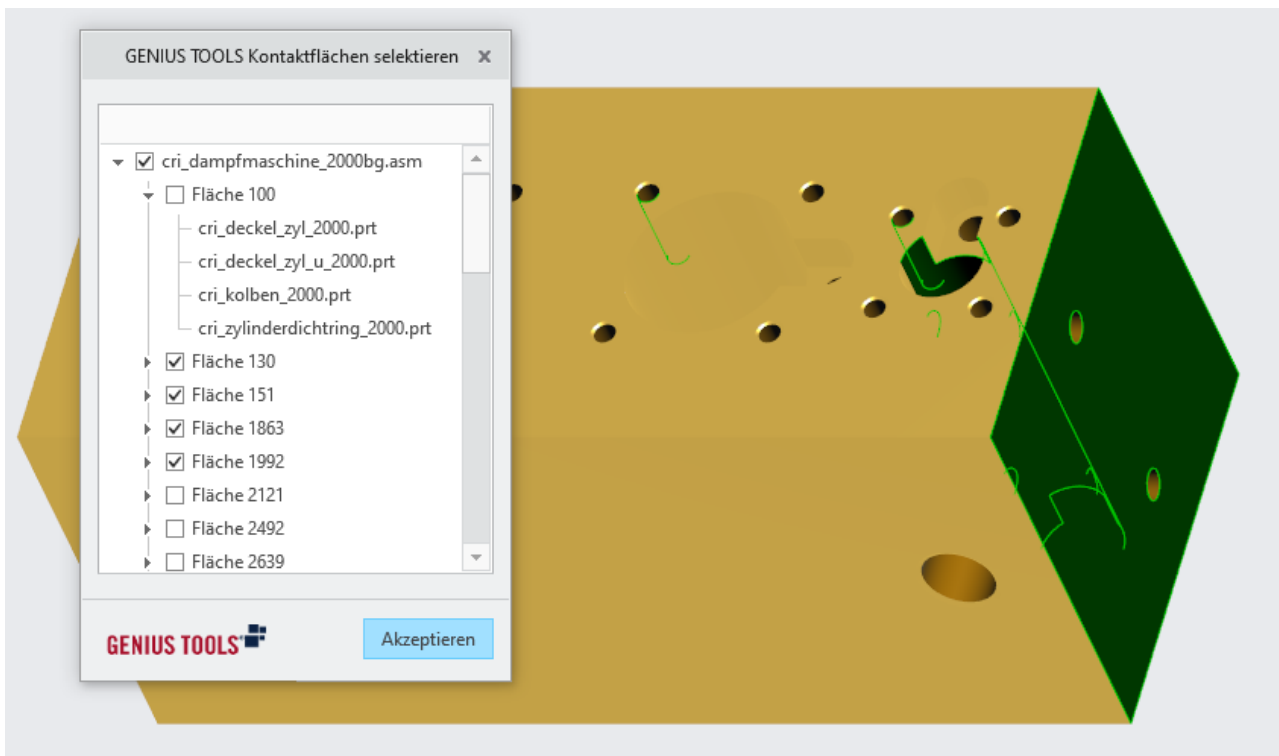 GENIUS TOOLS Kontaktflächen selektieren x
cri_dampfmaschine_2000bg.asm
Fläche 100
cri_deckel_zyl_2000.prt
cri_deckel_zyl_u_2000.prt
cri_kolben_2000.prt
cri_zylinderdichtring_2000.prt
Fläche 130
Fläche 151
Fläche 1863
Fläche 1992
Fläche 2121
Fläche 2492
Fläche 2639
GENIUS TOOLS
Akzeptieren